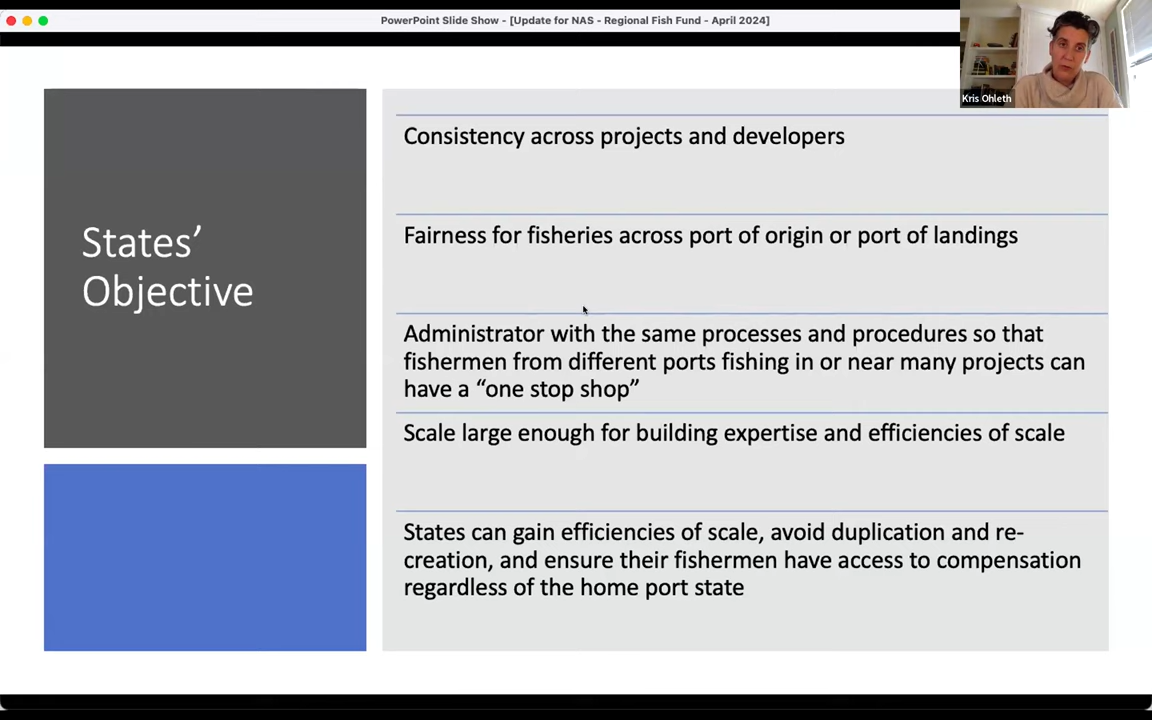 PowerPoint Slide Show - [Update for NAS - Regional Fish Fund - April 2024]
Kris Ohleth
States’
Objective
Consistency across projects and developers
Fairness for fisheries across port of origin or port of landings
Administrator with the same processes and procedures so that
fishermen from different ports fishing in or near many projects can
have a “one stop shop”
Scale large enough for building expertise and efficiencies of scale
States can gain efficiencies of scale, avoid duplication and re-
creation, and ensure their fishermen have access to compensation
regardless of the home port state